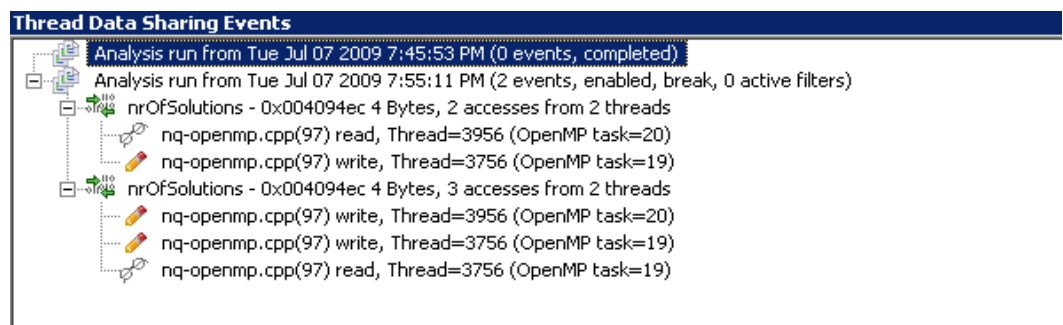 Thread Data Sharing Events
Analysis run from Tue Jul 07 2009 7:45:53 PM (0 events, completed)
Analysis run from Tue Jul 07 2009 7:55:11 PM (2 events, enabled, break, 0 active filters)
nrOfSolutions - 0x004094ec 4 Bytes, 2 accesses from 2 threads
nq-openmp.cpp(97) read, Thread=3956 (OpenMP task=20)
nq-openmp.cpp(97) write, Thread=3756 (OpenMP task=19)
nrOfSolutions - 0x004094ec 4 Bytes, 3 accesses from 2 threads
nq-openmp.cpp(97) write, Thread=3956 (OpenMP task=20)
nq-openmp.cpp(97) write, Thread=3756 (OpenMP task=19)
nq-openmp.cpp(97) read, Thread=3756 (OpenMP task=19)